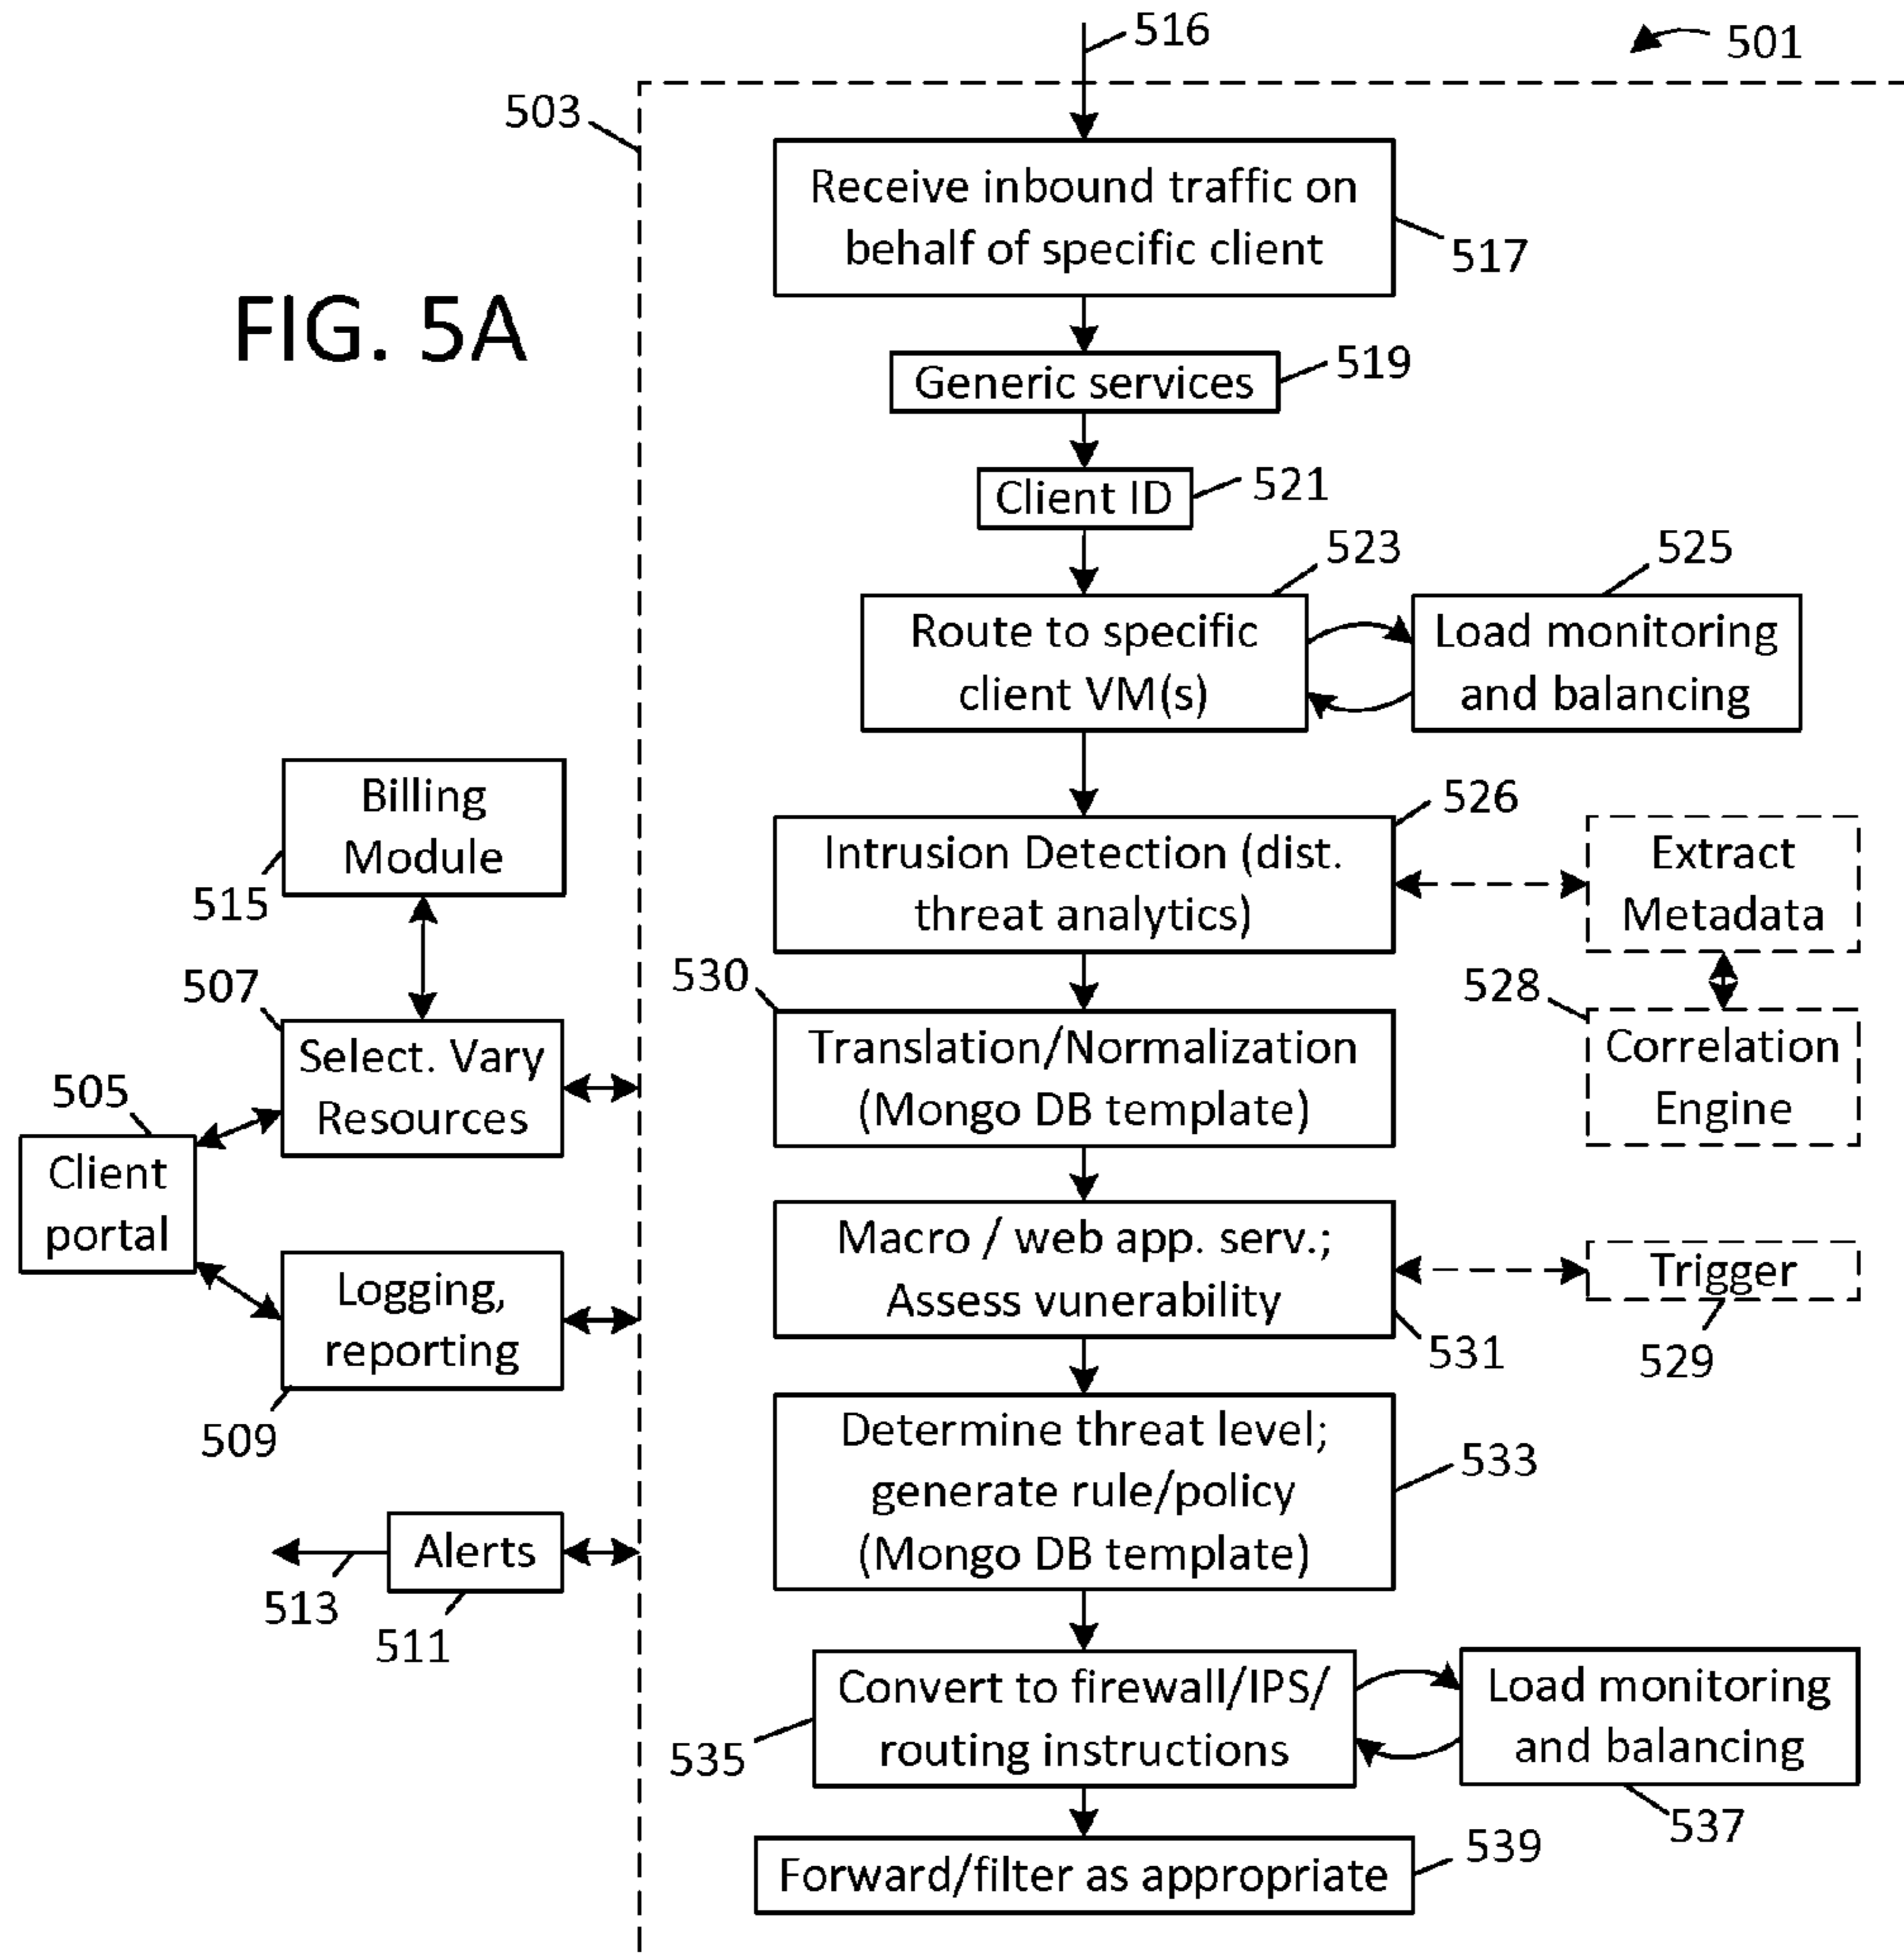 516
501
503
Receive inbound traffic on
behalf of specific client
517
FIG. 5A
519
Generic services
521
Client ID
523
525
Route to specific
client VM(s)
Load monitoring
and balancing
Billing
Module
515
526
Intrusion Detection (dist.
threat analytics)
Extract
Metadata
507
530
528
Select. Vary
Resources
Translation/Normalization
(Mongo DB template)
Correlation
Engine
505
Client
portal
Logging,
reporting
509
Macro / web app. serv.;
Assess vunerability
531
Trigger
529
Determine threat level;
generate rule/policy
(Mongo DB template)
533
Alerts
513
511
Convert to firewall/IPS/
routing instructions
535
Load monitoring
and balancing
537
539
Forward/filter as appropriate